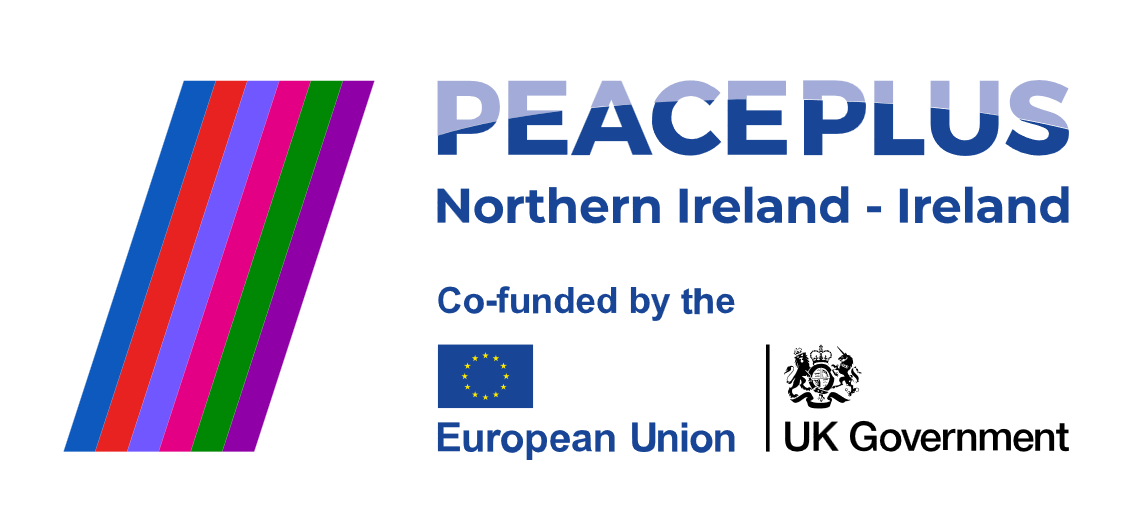 PEACEPLUS
Northern Ireland - Ireland
Co-funded by the
European Union
UK Government